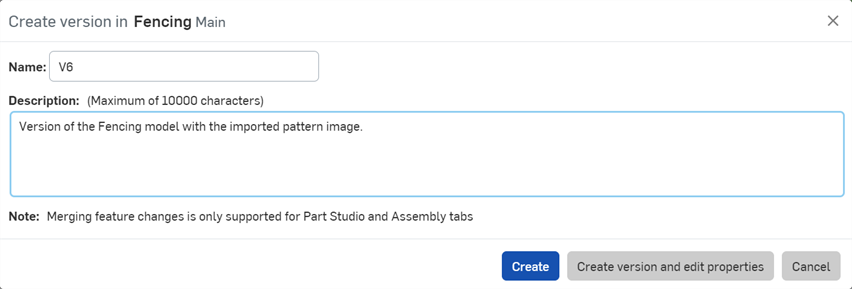 Create version in Fencing Main
Name: V6
Description: (Maximum of 10000 characters)
Version of the Fencing model with the imported pattern image.
Note: Merging feature changes is only supported for Part Studio and Assembly tabs
Create Create version and edit properties Cancel